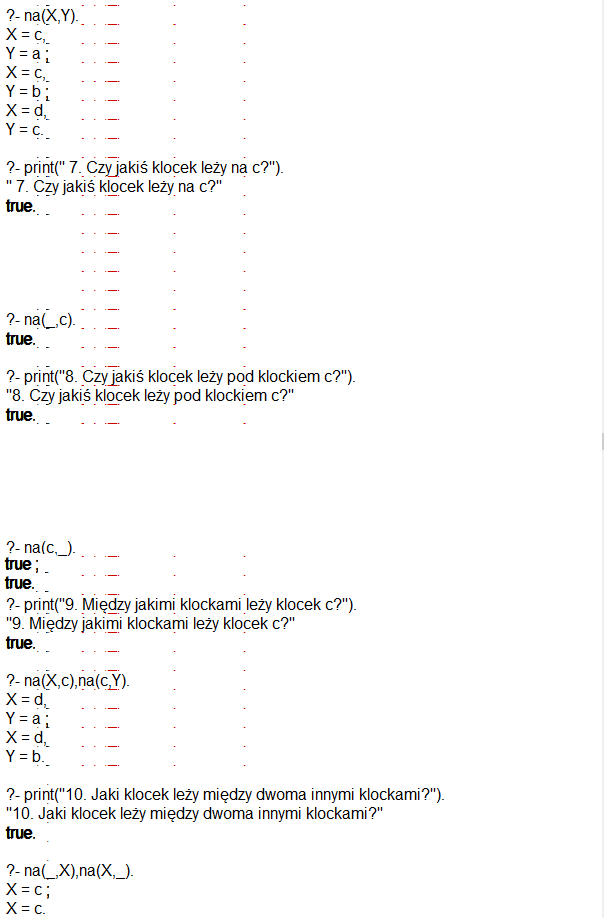 ?- na(X,Y).
X = c,
Y = a ;
X = c,
Y = b ;
X = d,
Y = c.
?- print(" 7. Czy jakiś klocek leży na c?").
" 7. Czy jakiś klocek leży na c?"
true.
?- na(_,c).
true.
?- print("8. Czy jakiś klocek leży pod klockiem c?").
"8. Czy jakiś klocek leży pod klockiem c?"
true.
?- na(c,_).
true ;
true.
?- print("9. Między jakimi klockami leży klocek c?").
"9. Między jakimi klockami leży klocek c?"
true.
?- na(X,c),na(c,Y).
X = d,
Y = a ;
X = d,
Y = b.
?- print("10. Jaki klocek leży między dwoma innymi klockami?").
"10. Jaki klocek leży między dwoma innymi klockami?"
true.
?- na(_,X),na(X,_).
X = c ;
X = c.